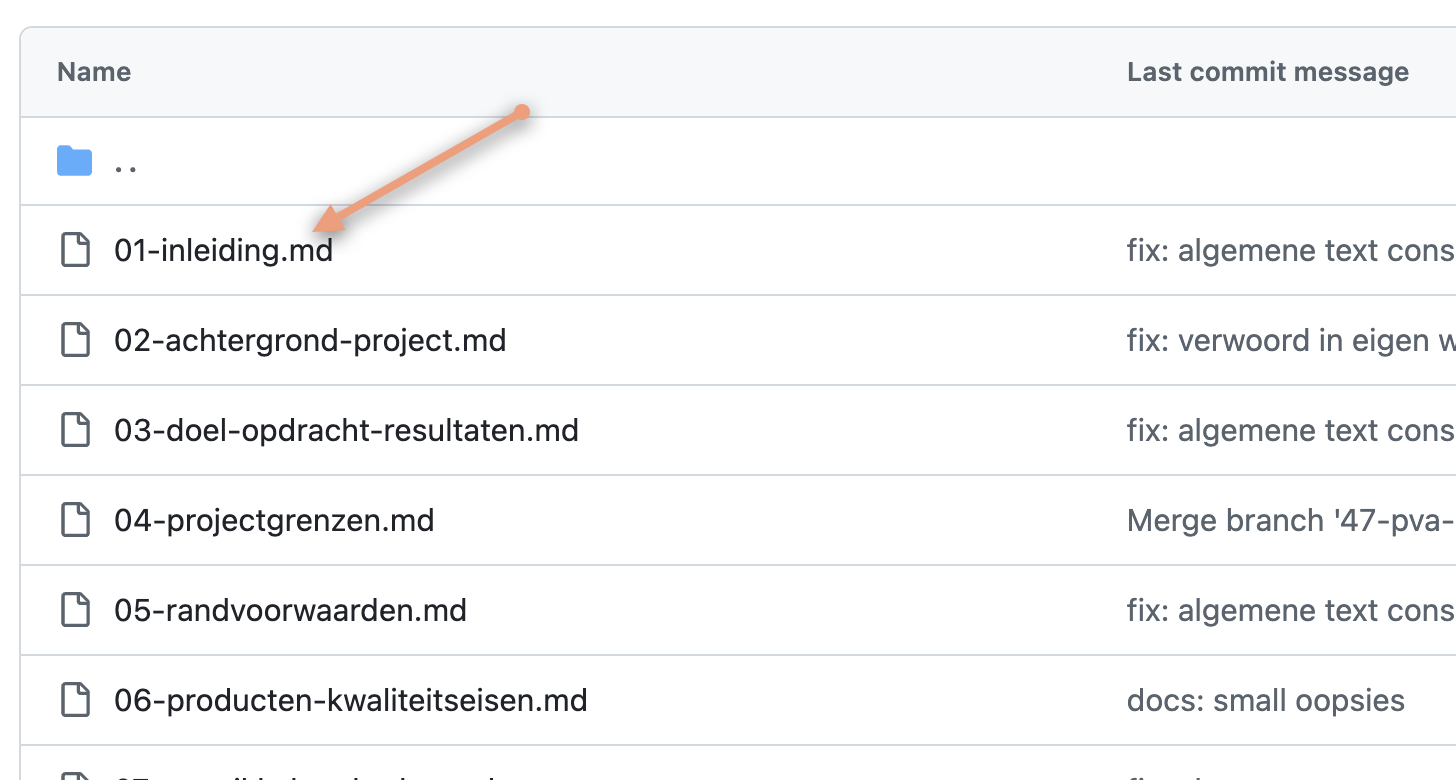 Name Last commit message
..
01-inleiding.md fix: algemene text cons
02-achtergrond-project.md fix: verwoord in eigen w
03-doel-opdracht-resultaten.md fix: algemene text cons
04-projectgrenzen.md Merge branch '47-pva-
05-randvoorwaarden.md fix: algemene text cons
06-producten-kwaliteitseisen.md docs: small oopsies